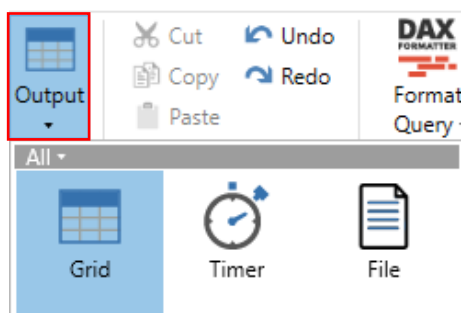 Output
Cut
Copy
Paste
Undo
Redo
DAX
FORMATTER
Format
Query
All
Grid
Timer
File